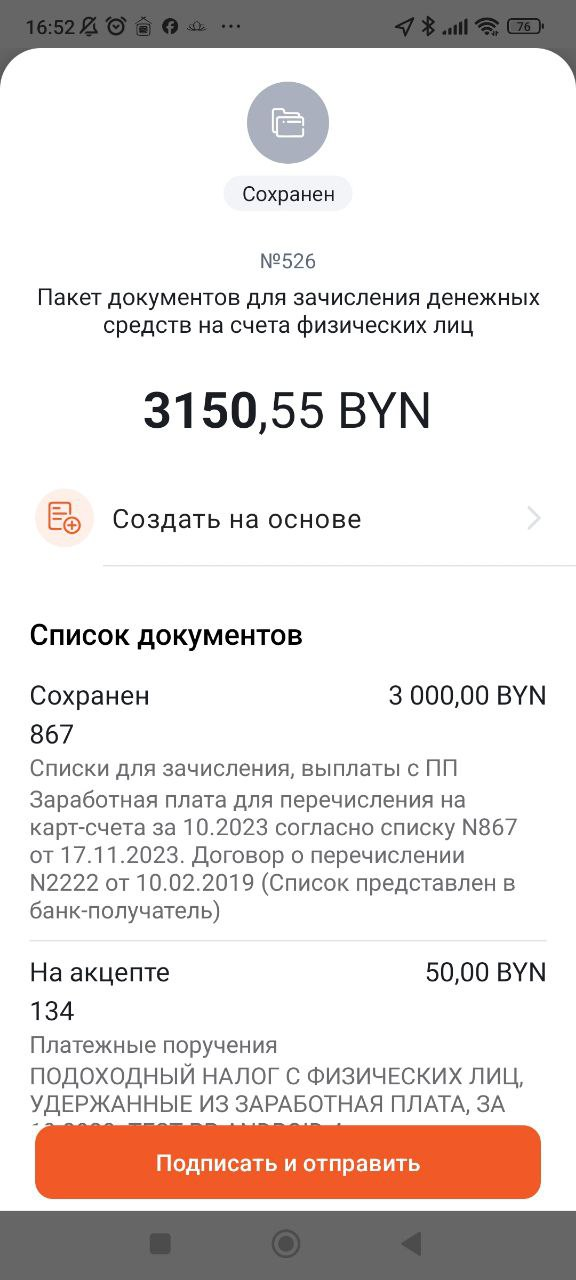 16:52
76
Сохранен
№526
Пакет документов для зачисления денежных
средств на счета физических лиц
3150,55 BYN
Создать на основе
Список документов
Сохранен 3 000,00 BYN
867
Списки для зачисления, выплаты с ПП
Заработная плата для перечисления на
карт-счета за 10.2023 согласно списку N867
от 17.11.2023. Договор о перечислении
N2222 от 10.02.2019 (Список представлен в
банк-получатель)
На акцепте 50,00 BYN
134
Платежные поручения
ПОДОХОДНЫЙ НАЛОГ С ФИЗИЧЕСКИХ ЛИЦ,
УДЕРЖАННЫЕ ИЗ ЗАРАБОТНАЯ ПЛАТА, ЗА
Подписать и отправить